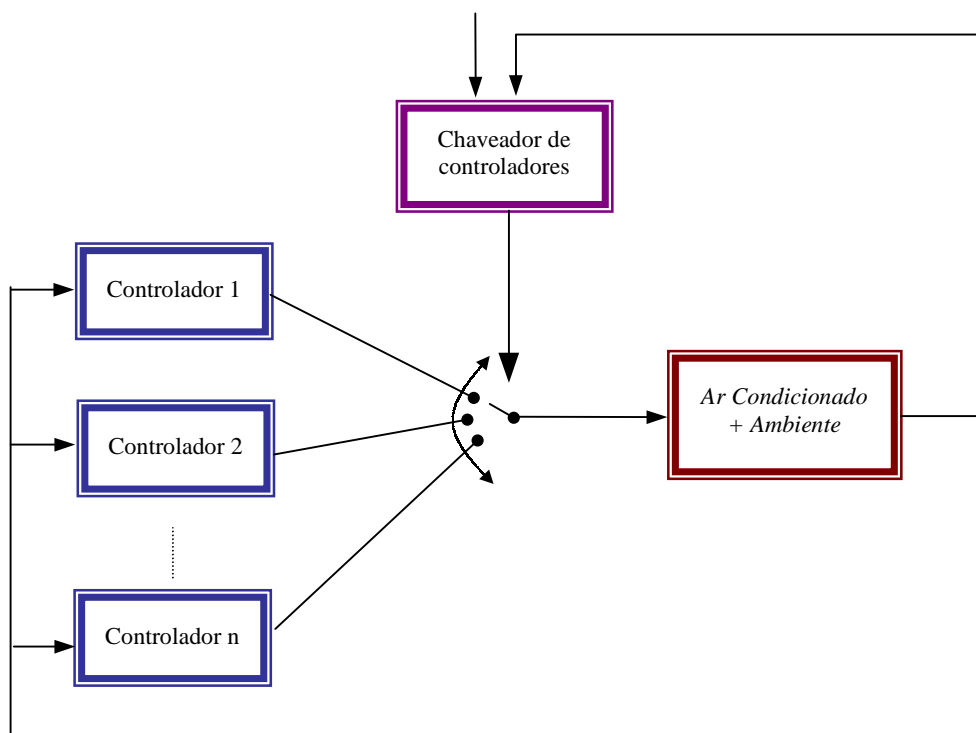 Chaveador de
controladores
Controlador 1
Ar Condicionado
+ Ambiente
Controlador 2
Controlador n